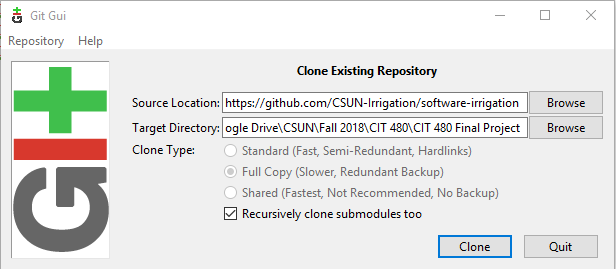 Git Gui
Repository Help
Clone Existing Repository
Source Location: https://github.com/CSUN-Irrigation/software-irrigation Browse
Target Directory: ogle Drive\CSUN\Fall 2018\CIT 480\CIT 480 Final Project Browse
Clone Type: Standard (Fast, Semi-Redundant, Hardlinks)
Full Copy (Slower, Redundant Backup)
Shared (Fastest, Not Recommended, No Backup)
Recursively clone submodules too
Clone Quit